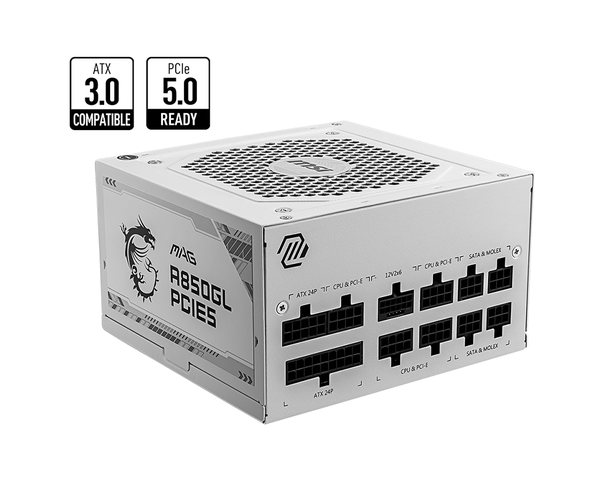 ATX
3.0
COMPATIBLE
PCIe
5.0
READY
msi
MAG
A850GL
PCIE5
ATX 24P
CPU & PCI-E
12V2x6
CPU & PCI-E
SATA & MOLEX
ATX 24P
CPU & PCI-E
SATA & MOLEX